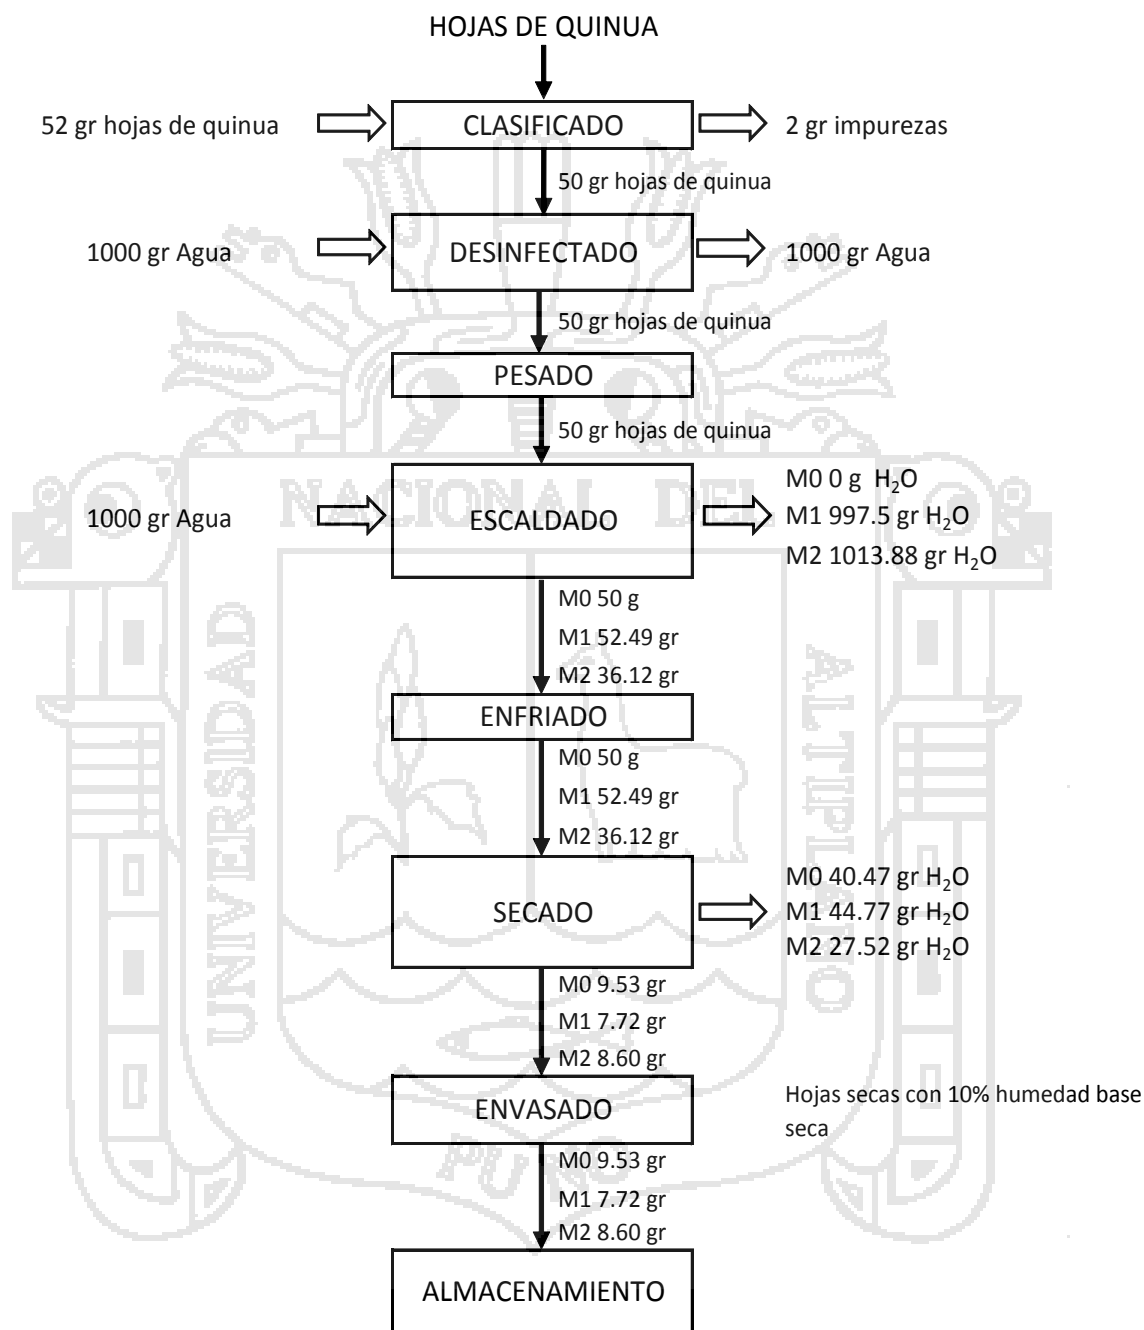 HOJAS DE QUINUA
52 gr hojas de quinua
CLASIFICADO
2 gr impurezas
50 gr hojas de quinua
1000 gr Agua
DESINFECTADO
1000 gr Agua
50 gr hojas de quinua
PESADO
50 gr hojas de quinua
NACIONAL DEL
1000 gr Agua
ESCALDADO
M0 0 g H₂O
M1 997.5 gr H₂O
M2 1013.88 gr H₂O
M0 50 g
M1 52.49 gr
M2 36.12 gr
UNIVERSIDAD
ALTIPLANO
ENFRIADO
M0 50 g
M1 52.49 gr
M2 36.12 gr
SECADO
M0 40.47 gr H₂O
M1 44.77 gr H₂O
M2 27.52 gr H₂O
M0 9.53 gr
M1 7.72 gr
M2 8.60 gr
ENVASADO
Hojas secas con 10% humedad base
seca
PUNO
M0 9.53 gr
M1 7.72 gr
M2 8.60 gr
ALMACENAMIENTO